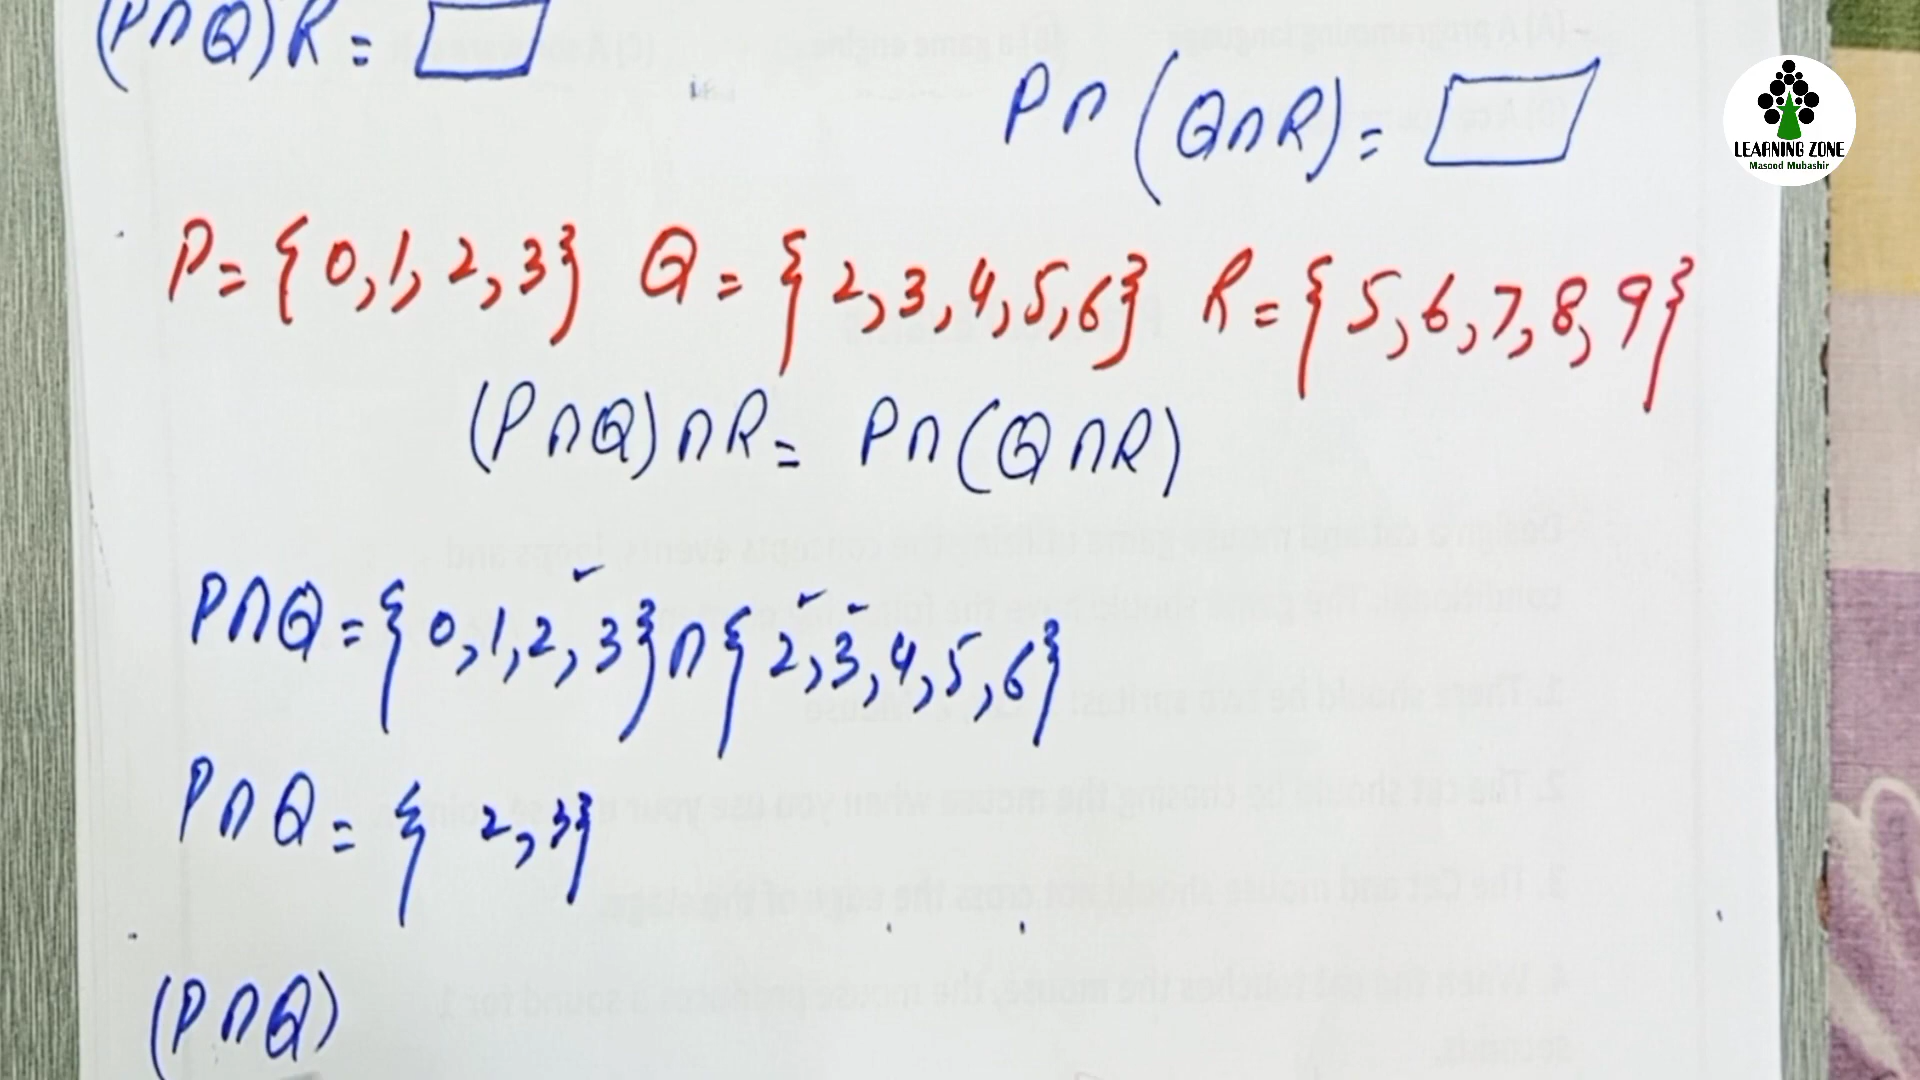 (P∩Q)R =
P∩(Q∩R) =
LEARNING ZONE
Masood Mubashir
P = {0,1,2,3} Q = {2,3,4,5,6} R = {5,6,7,8,9}
(P∩Q)∩R = P∩(Q∩R)
P∩Q = {0,1,2,3}∩{2,3,4,5,6}
P∩Q = {2,3}
(P∩Q)